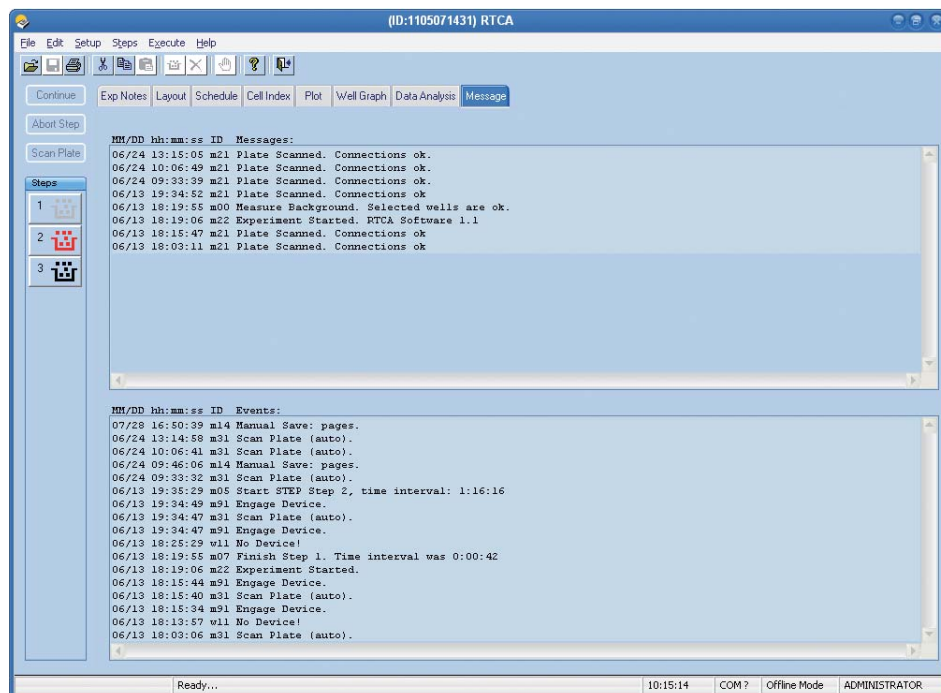 (ID:1105071431) RTCA
File Edit Setup Steps Execute Help
Continue
Abort Step
Scan Plate
Steps
1
2
3
Exp Notes Layout Schedule Cell Index Plot Well Graph Data Analysis Message
MM/DD hh:mm:ss ID Messages:
06/24 13:15:05 m21 Plate Scanned. Connections ok.
06/24 10:06:49 m21 Plate Scanned. Connections ok.
06/24 09:33:39 m21 Plate Scanned. Connections ok.
06/13 19:34:52 m21 Plate Scanned. Connections ok
06/13 18:19:55 m00 Measure Background. Selected wells are ok.
06/13 18:19:06 m22 Experiment Started. RTCA Software 1.1
06/13 18:15:47 m21 Plate Scanned. Connections ok
06/13 18:03:11 m21 Plate Scanned. Connections ok
MM/DD hh:mm:ss ID Events:
07/28 16:50:39 m14 Manual Save: pages.
06/24 13:14:58 m31 Scan Plate (auto).
06/24 10:06:41 m31 Scan Plate (auto).
06/24 09:46:06 m14 Manual Save: pages.
06/24 09:33:32 m31 Scan Plate (auto).
06/13 19:35:29 m05 Start STEP Step 2, time interval: 1:16:16
06/13 19:34:49 m91 Engage Device.
06/13 19:34:47 m31 Scan Plate (auto).
06/13 19:34:47 m91 Engage Device.
06/13 18:25:29 w11 No Device!
06/13 18:19:55 m07 Finish Step 1. Time interval was 0:00:42
06/13 18:19:06 m22 Experiment Started.
06/13 18:15:44 m91 Engage Device.
06/13 18:15:40 m31 Scan Plate (auto).
06/13 18:15:34 m91 Engage Device.
06/13 18:13:57 w11 No Device!
06/13 18:03:06 m31 Scan Plate (auto).
Ready... 10:15:14 COM ? Offline Mode ADMINISTRATOR